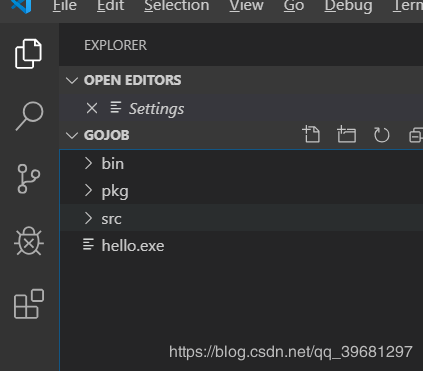 File Edit Selection View Go Debug
EXPLORER
OPEN EDITORS
Settings
GOJOB
bin
pkg
src
hello.exe
https://blog.csdn.net/qq_39681297